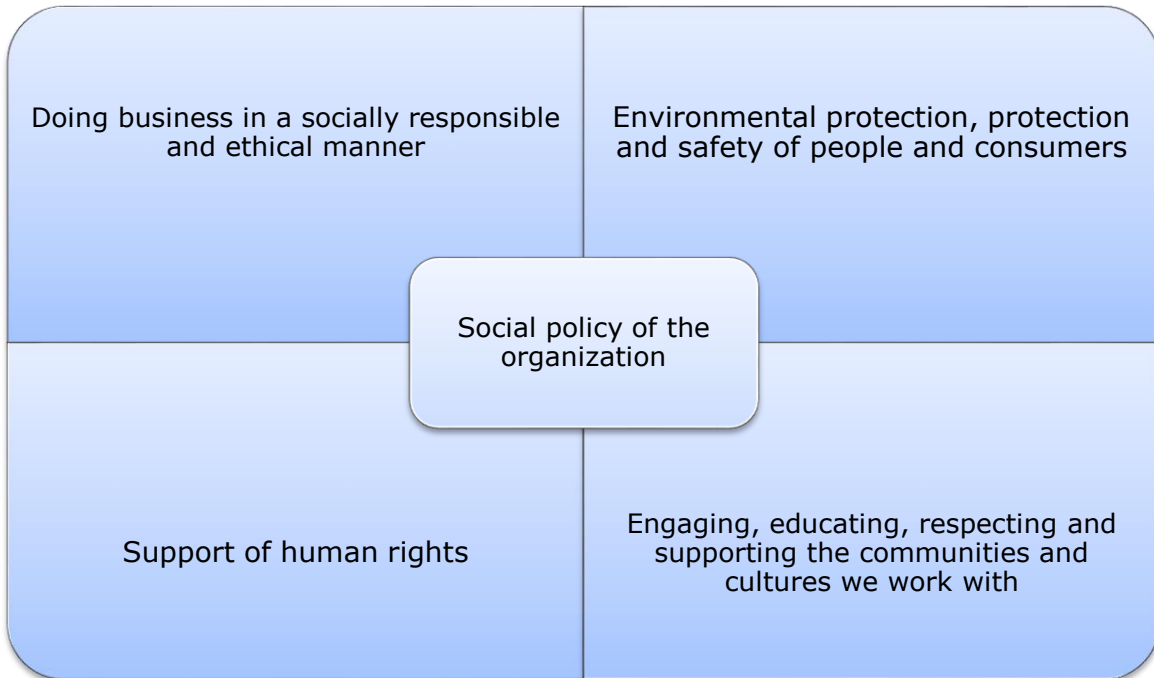 Doing business in a socially responsible
and ethical manner
Environmental protection, protection
and safety of people and consumers
Social policy of the
organization
Support of human rights
Engaging, educating, respecting and
supporting the communities and
cultures we work with